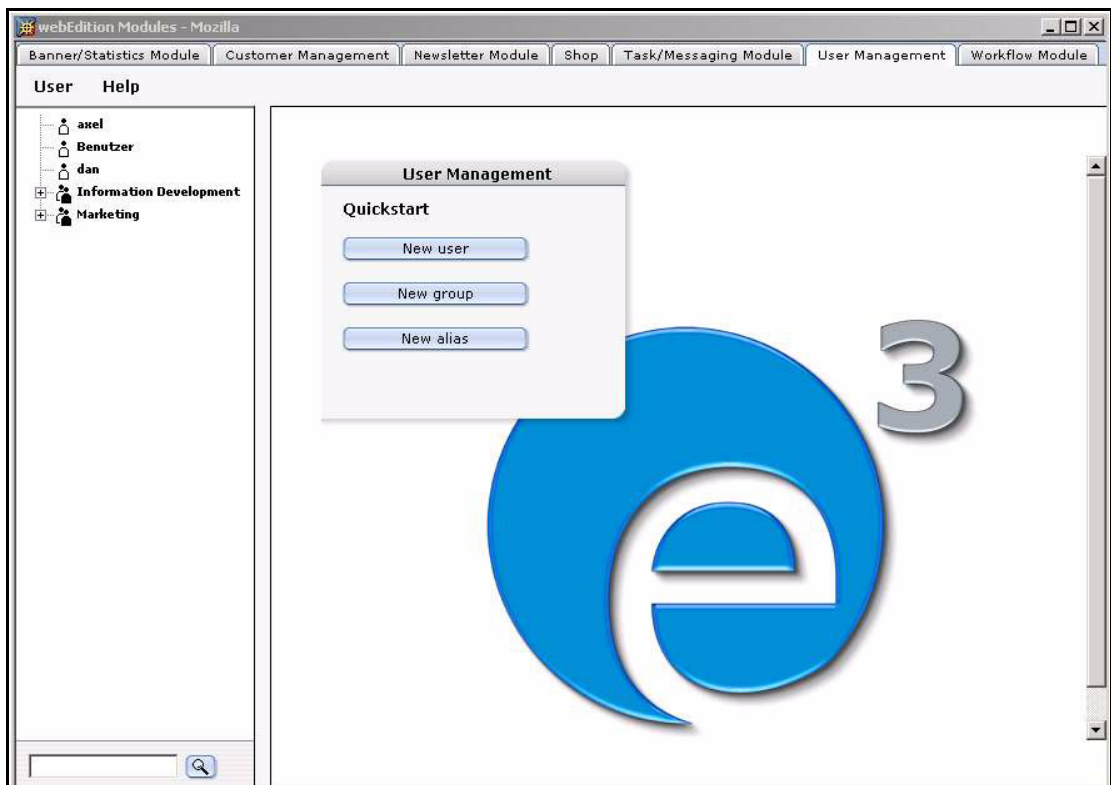 webEdition Modules - Mozilla
Banner/Statistics Module Customer Management Newsletter Module Shop Task/Messaging Module User Management Workflow Module
User Help
axel
Benutzer
dan
Information Development
Marketing
User Management
Quickstart
New user
New group
New alias
e 3